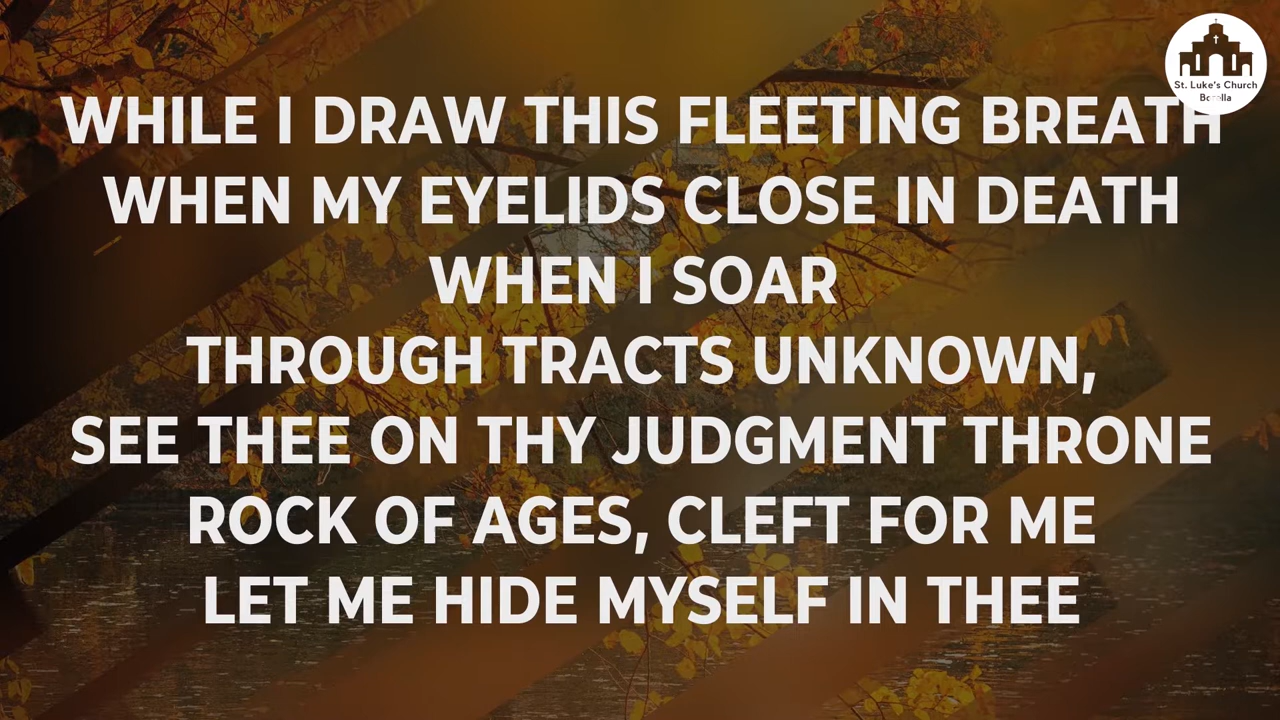 St. Luke's Church
Borella
WHILE I DRAW THIS FLEETING BREATH
WHEN MY EYELIDS CLOSE IN DEATH
WHEN I SOAR
THROUGH TRACTS UNKNOWN,
SEE THEE ON THY JUDGMENT THRONE
ROCK OF AGES, CLEFT FOR ME
LET ME HIDE MYSELF IN THEE